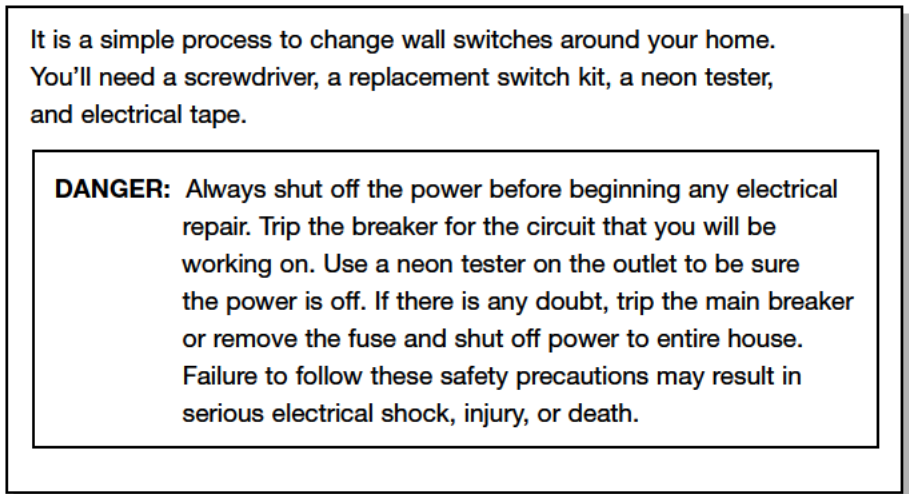 It is a simple process to change wall switches around your home.
You'll need a screwdriver, a replacement switch kit, a neon tester,
and electrical tape.
DANGER: Always shut off the power before beginning any electrical
repair. Trip the breaker for the circuit that you will be
working on. Use a neon tester on the outlet to be sure
the power is off. If there is any doubt, trip the main breaker
or remove the fuse and shut off power to entire house.
Failure to follow these safety precautions may result in
serious electrical shock, injury, or death.